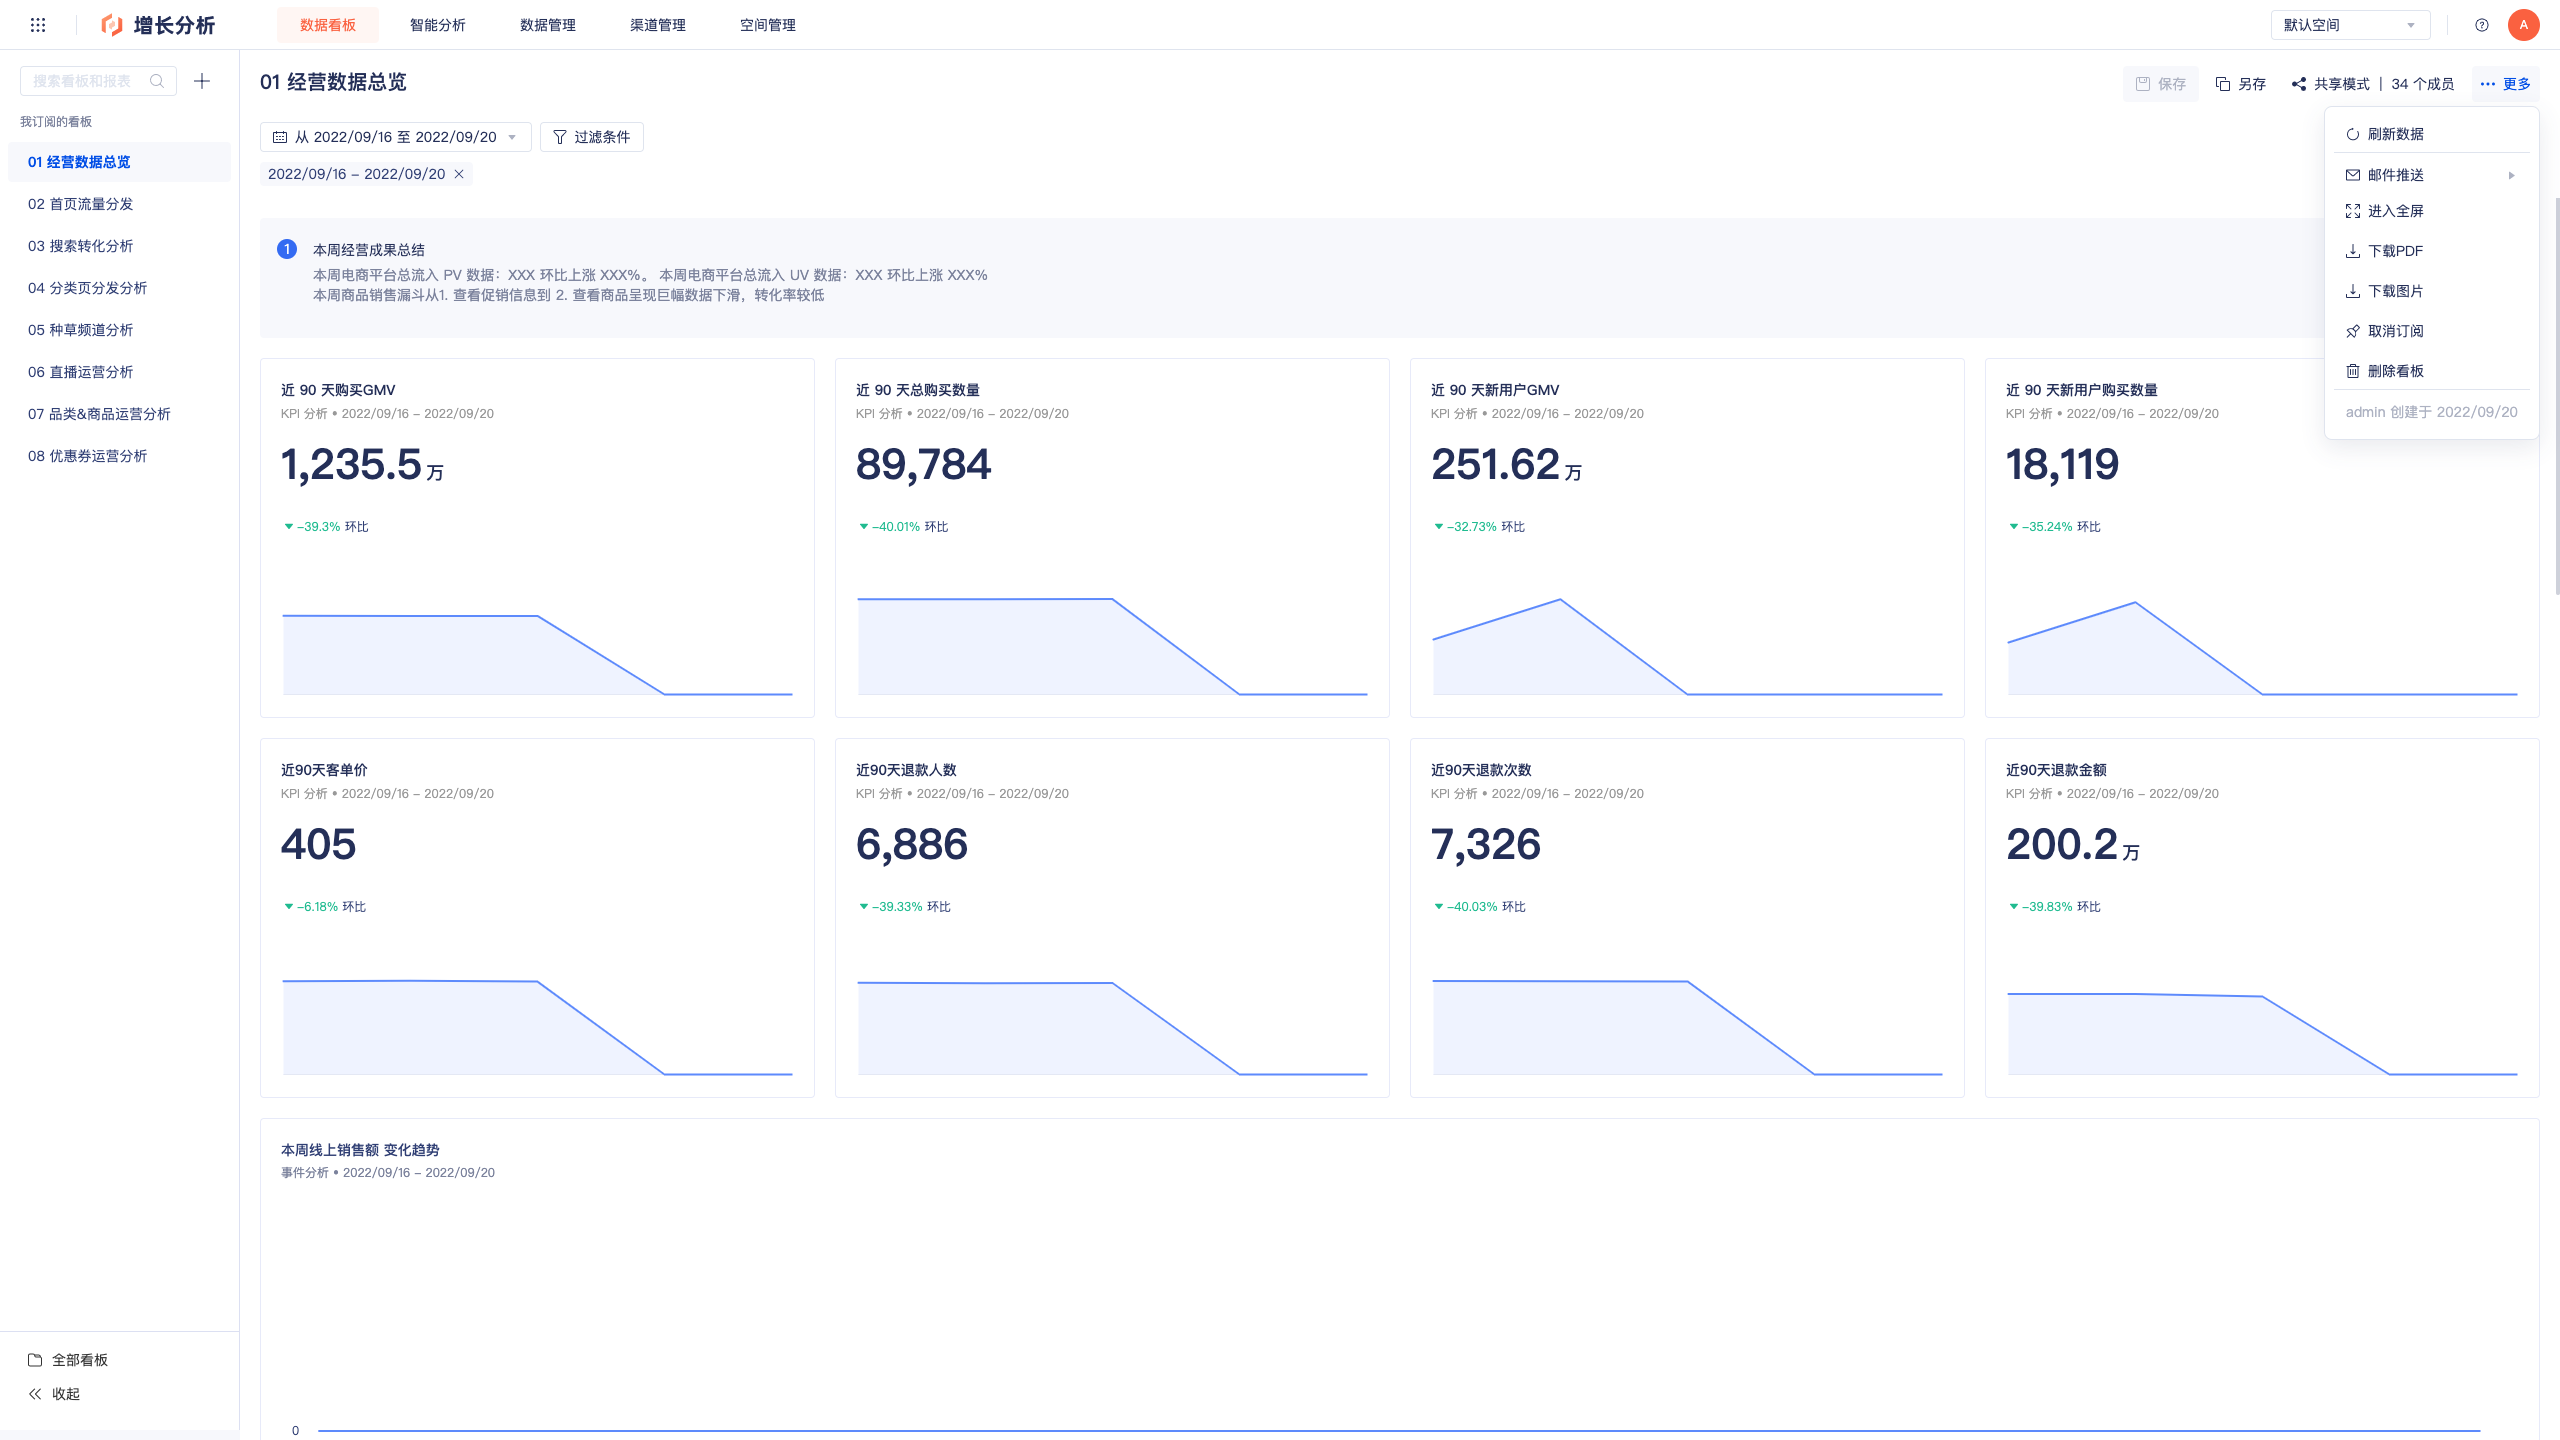 增长分析
数据看板 智能分析 数据管理 渠道管理 空间管理
默认空间
A
搜索看板和报表
我订阅的看板
01 经营数据总览
02 首页流量分发
03 搜索转化分析
04 分类页分发分析
05 种草频道分析
06 直播运营分析
07 品类&商品运营分析
08 优惠券运营分析
全部看板
收起
01 经营数据总览
保存 另存 共享模式 | 34 个成员 更多
从 2022/09/16 至 2022/09/20 过滤条件
2022/09/16 – 2022/09/20
刷新数据
邮件推送
进入全屏
下载PDF
下载图片
取消订阅
删除看板
admin 创建于 2022/09/20
1 本周经营成果总结
本周电商平台总流入 PV 数据：XXX 环比上涨 XXX%。 本周电商平台总流入 UV 数据：XXX 环比上涨 XXX%
本周商品销售漏斗从1. 查看促销信息到 2. 查看商品呈现巨幅数据下滑，转化率较低
近 90 天购买GMV
KPI 分析 • 2022/09/16 – 2022/09/20
1,235.5 万
–39.3% 环比
近 90 天总购买数量
KPI 分析 • 2022/09/16 – 2022/09/20
89,784
–40.01% 环比
近 90 天新用户GMV
KPI 分析 • 2022/09/16 – 2022/09/20
251.62 万
–32.73% 环比
近 90 天新用户购买数量
KPI 分析 • 2022/09/16 – 2022/09/20
18,119
–35.24% 环比
近90天客单价
KPI 分析 • 2022/09/16 – 2022/09/20
405
–6.18% 环比
近90天退款人数
KPI 分析 • 2022/09/16 – 2022/09/20
6,886
–39.33% 环比
近90天退款次数
KPI 分析 • 2022/09/16 – 2022/09/20
7,326
–40.03% 环比
近90天退款金额
KPI 分析 • 2022/09/16 – 2022/09/20
200.2 万
–39.83% 环比
本周线上销售额 变化趋势
事件分析 • 2022/09/16 – 2022/09/20
0